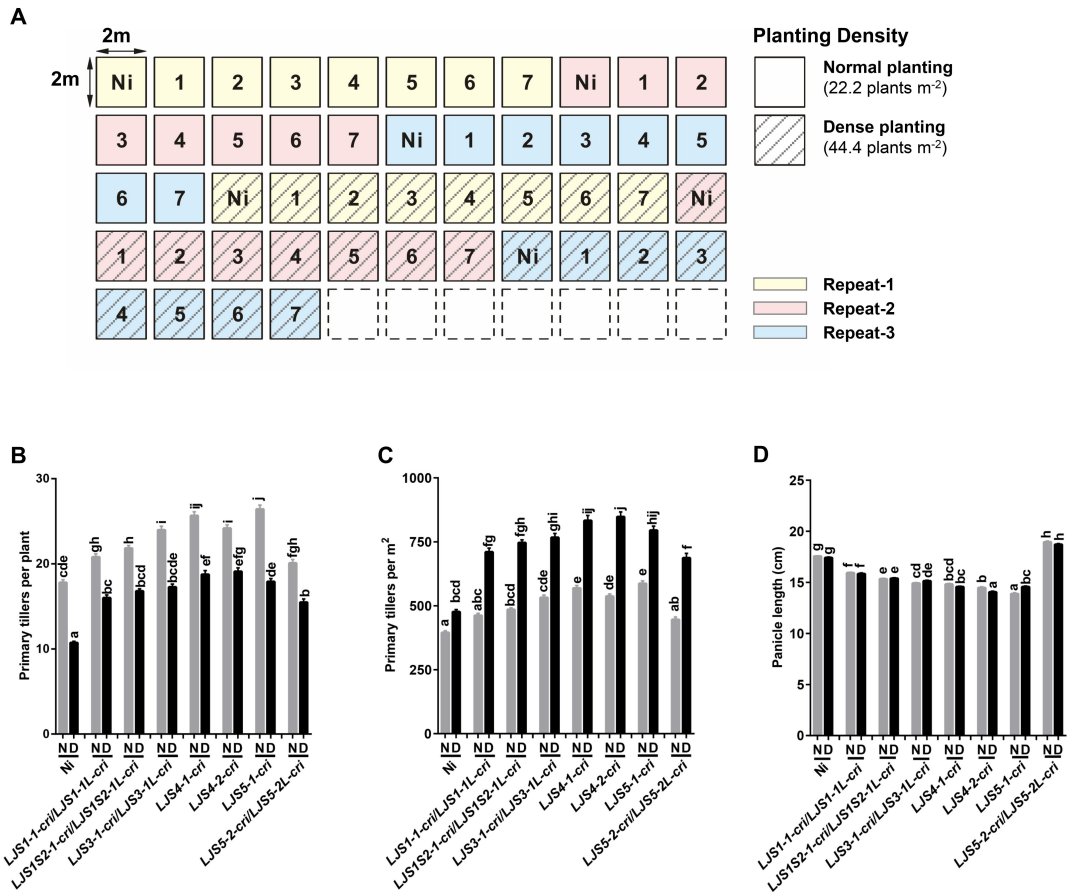 A
2m
2m
Ni 1 2 3 4 5 6 7 Ni 1 2
3 4 5 6 7 Ni 1 2 3 4 5
6 7 Ni 1 2 3 4 5 6 7 Ni
1 2 3 4 5 6 7 Ni 1 2 3
4 5 6 7
Planting Density
Normal planting
(22.2 plants m-2)
Dense planting
(44.4 plants m-2)
Repeat-1
Repeat-2
Repeat-3
B
Primary tillers per plant
30
20
10
0
cde a gh bc h bcd i bcde ij ef i efg j de fgh b
N D N D N D N D N D N D N D N D
Ni
LJS1-1-cri/LJS1-1L-cri
LJS1S2-1-cri/LJS1S2-1L-cri
LJS3-1-cri/LJS3-1L-cri
LJS4-1-cri
LJS4-2-cri
LJS5-1-cri
LJS5-2-cri/LJS5-2L-cri
C
Primary tillers per m2
1000
750
500
250
0
a bcd abc fg bcd fgh cde ghi e ij de j e hij ab f
N D N D N D N D N D N D N D N D
Ni
LJS1-1-cri/LJS1-1L-cri
LJS1S2-1-cri/LJS1S2-1L-cri
LJS3-1-cri/LJS3-1L-cri
LJS4-1-cri
LJS4-2-cri
LJS5-1-cri
LJS5-2-cri/LJS5-2L-cri
D
Panicle length (cm)
25
20
15
10
5
0
g g f f e e cd de bcd bc b a a bc h h
N D N D N D N D N D N D N D N D
Ni
LJS1-1-cri/LJS1-1L-cri
LJS1S2-1-cri/LJS1S2-1L-cri
LJS3-1-cri/LJS3-1L-cri
LJS4-1-cri
LJS4-2-cri
LJS5-1-cri
LJS5-2-cri/LJS5-2L-cri